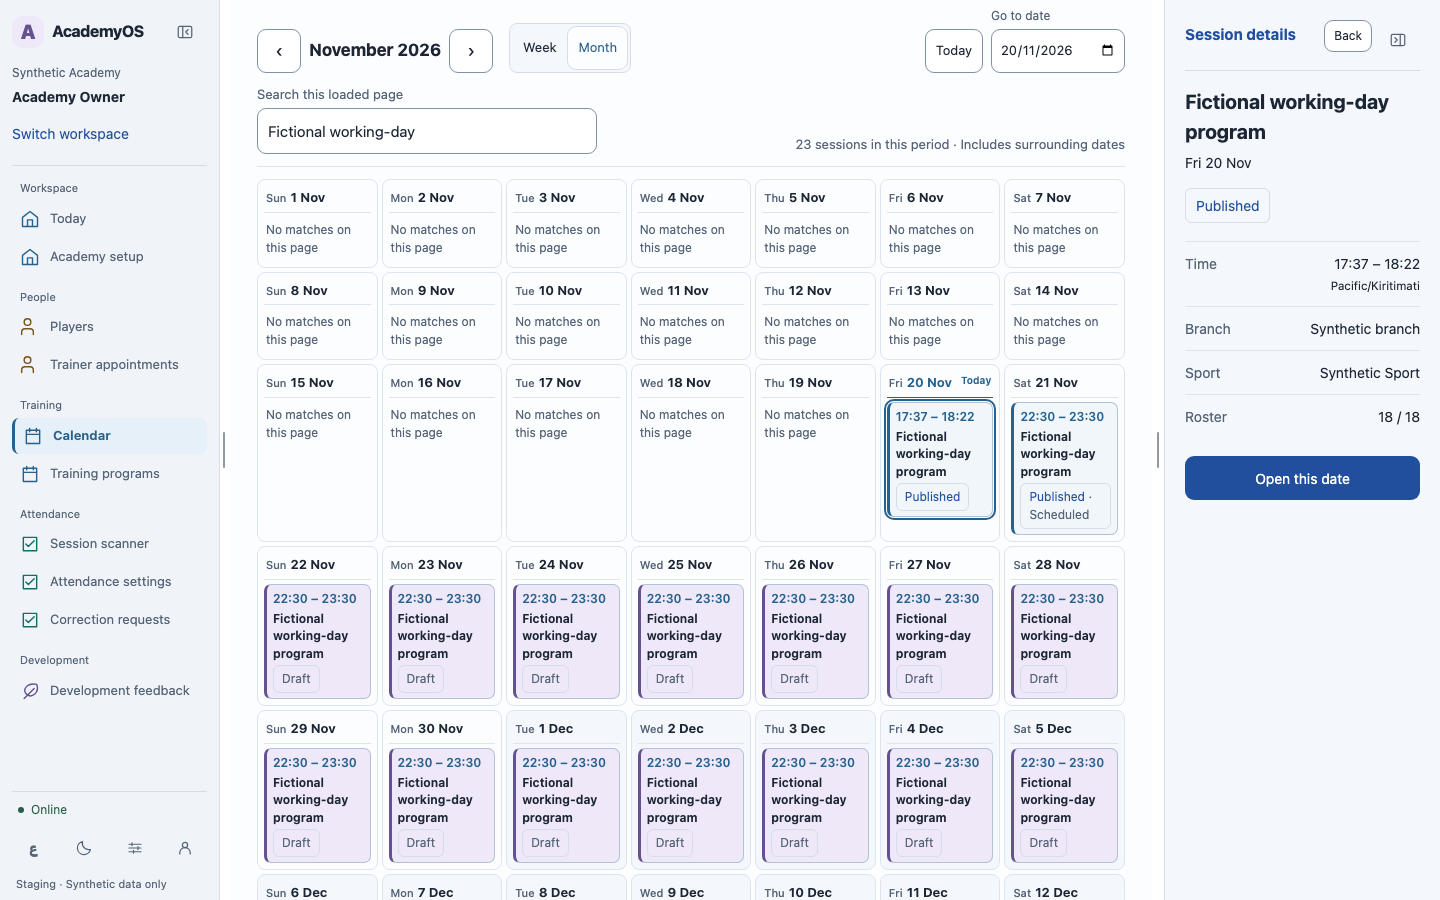 A AcademyOS
Synthetic Academy
Academy Owner
Switch workspace
Workspace
Today
Academy setup
People
Players
Trainer appointments
Training
Calendar
Training programs
Attendance
Session scanner
Attendance settings
Correction requests
Development
Development feedback
Online
ع
Staging · Synthetic data only
‹ November 2026 ›
Week Month
Today
Go to date
20/11/2026
Search this loaded page
Fictional working-day
23 sessions in this period · Includes surrounding dates
Sun 1 Nov
No matches on
this page
Mon 2 Nov
No matches on
this page
Tue 3 Nov
No matches on
this page
Wed 4 Nov
No matches on
this page
Thu 5 Nov
No matches on
this page
Fri 6 Nov
No matches on
this page
Sat 7 Nov
No matches on
this page
Sun 8 Nov
No matches on
this page
Mon 9 Nov
No matches on
this page
Tue 10 Nov
No matches on
this page
Wed 11 Nov
No matches on
this page
Thu 12 Nov
No matches on
this page
Fri 13 Nov
No matches on
this page
Sat 14 Nov
No matches on
this page
Sun 15 Nov
No matches on
this page
Mon 16 Nov
No matches on
this page
Tue 17 Nov
No matches on
this page
Wed 18 Nov
No matches on
this page
Thu 19 Nov
No matches on
this page
Fri 20 Nov Today
17:37 – 18:22
Fictional
working-day
program
Published
Sat 21 Nov
22:30 – 23:30
Fictional
working-day
program
Published ·
Scheduled
Sun 22 Nov
22:30 – 23:30
Fictional
working-day
program
Draft
Mon 23 Nov
22:30 – 23:30
Fictional
working-day
program
Draft
Tue 24 Nov
22:30 – 23:30
Fictional
working-day
program
Draft
Wed 25 Nov
22:30 – 23:30
Fictional
working-day
program
Draft
Thu 26 Nov
22:30 – 23:30
Fictional
working-day
program
Draft
Fri 27 Nov
22:30 – 23:30
Fictional
working-day
program
Draft
Sat 28 Nov
22:30 – 23:30
Fictional
working-day
program
Draft
Sun 29 Nov
22:30 – 23:30
Fictional
working-day
program
Draft
Mon 30 Nov
22:30 – 23:30
Fictional
working-day
program
Draft
Tue 1 Dec
22:30 – 23:30
Fictional
working-day
program
Draft
Wed 2 Dec
22:30 – 23:30
Fictional
working-day
program
Draft
Thu 3 Dec
22:30 – 23:30
Fictional
working-day
program
Draft
Fri 4 Dec
22:30 – 23:30
Fictional
working-day
program
Draft
Sat 5 Dec
22:30 – 23:30
Fictional
working-day
program
Draft
Sun 6 Dec
Mon 7 Dec
Tue 8 Dec
Wed 9 Dec
Thu 10 Dec
Fri 11 Dec
Sat 12 Dec
Session details
Back
Fictional working-day
program
Fri 20 Nov
Published
Time 17:37 – 18:22
Pacific/Kiritimati
Branch Synthetic branch
Sport Synthetic Sport
Roster 18 / 18
Open this date